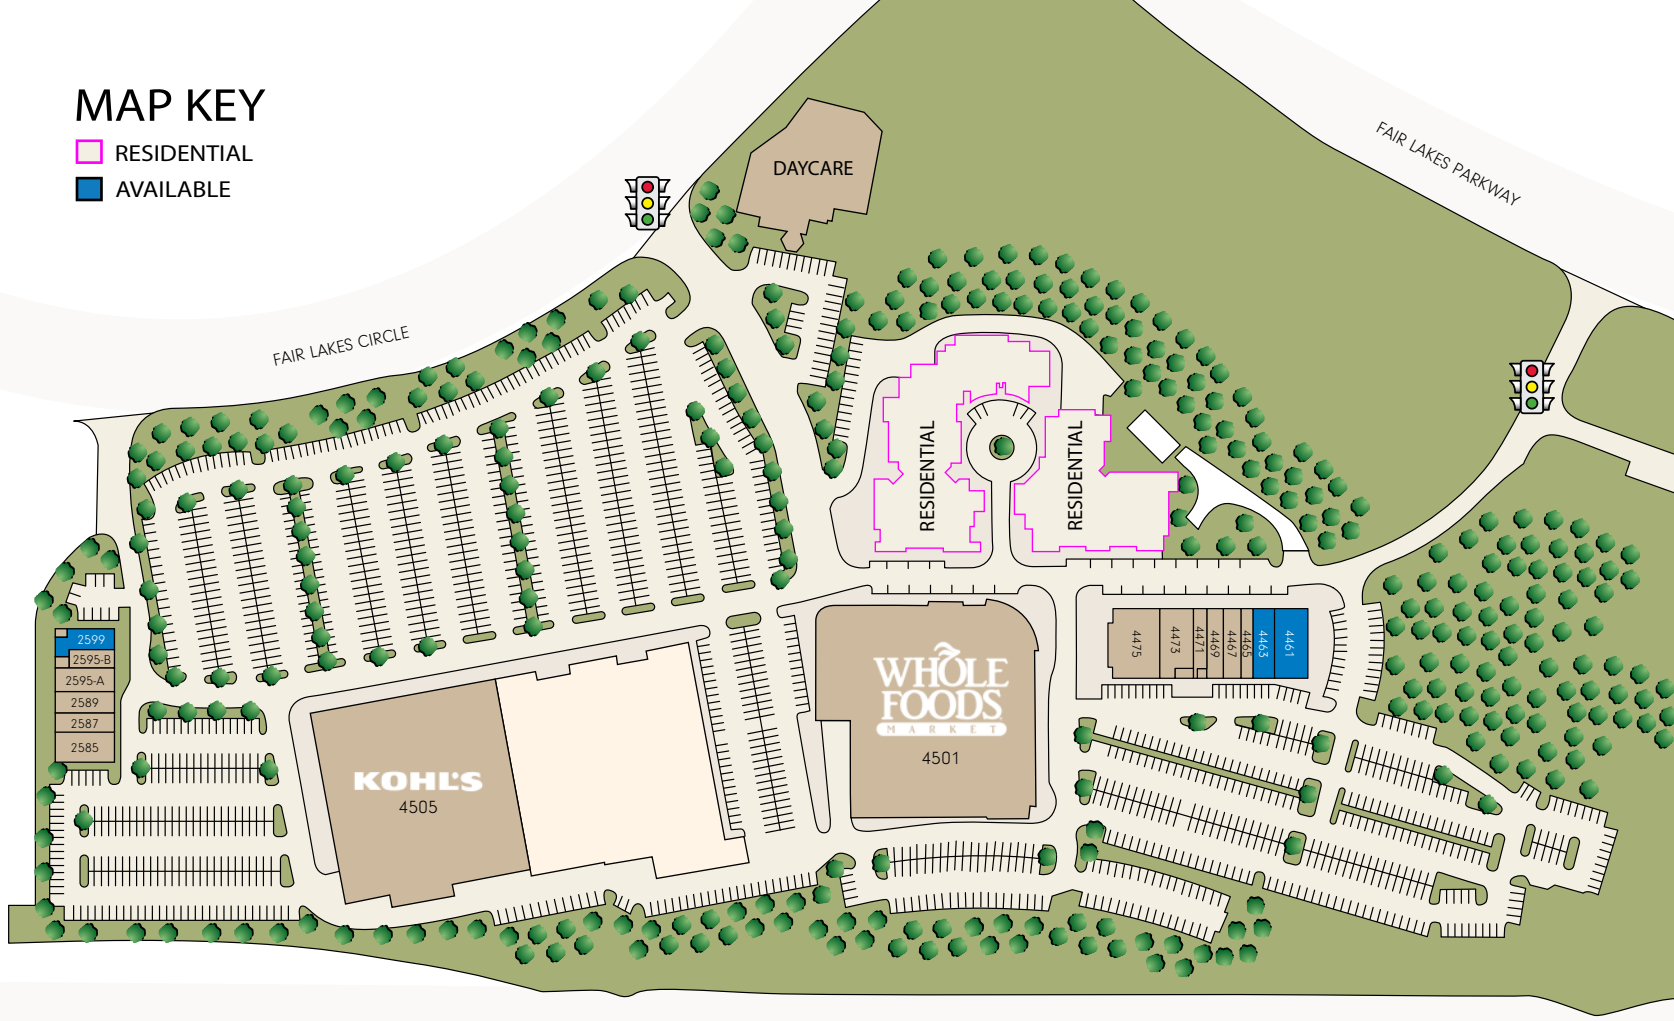 MAP KEY
RESIDENTIAL
AVAILABLE
FAIR LAKES PARKWAY
DAYCARE
FAIR LAKES CIRCLE
RESIDENTIAL
RESIDENTIAL
2599
2595-B
2595-A
2589
2587
2585
4475
4473
4471
4469
4467
4465
4463
4461
WHOLE
FOODS
MARKET
4501
KOHL'S
4505